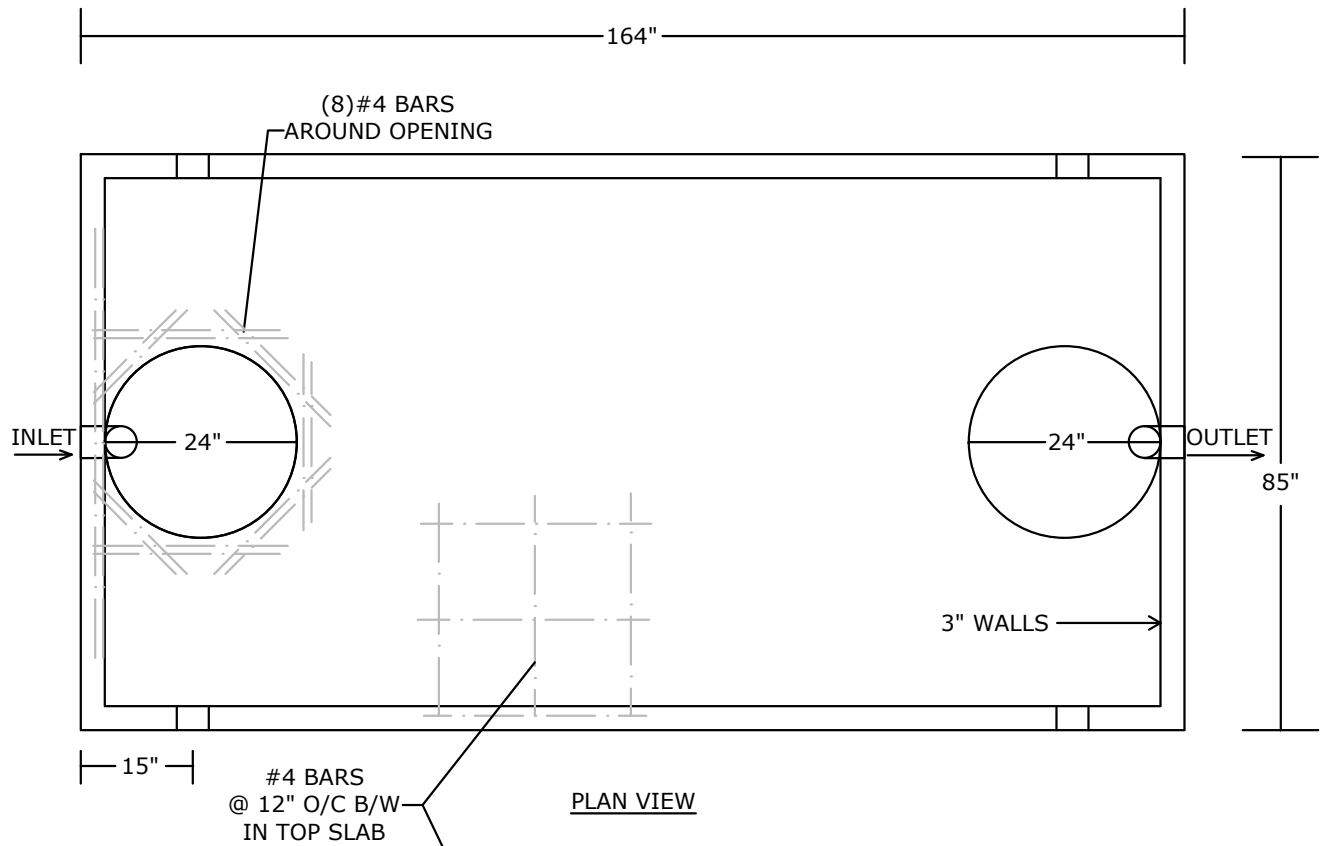 164"
(8)#4 BARS
AROUND OPENING
INLET
24"
24"
OUTLET
85"
3" WALLS
15"
#4 BARS
@ 12" O/C B/W
IN TOP SLAB
PLAN VIEW